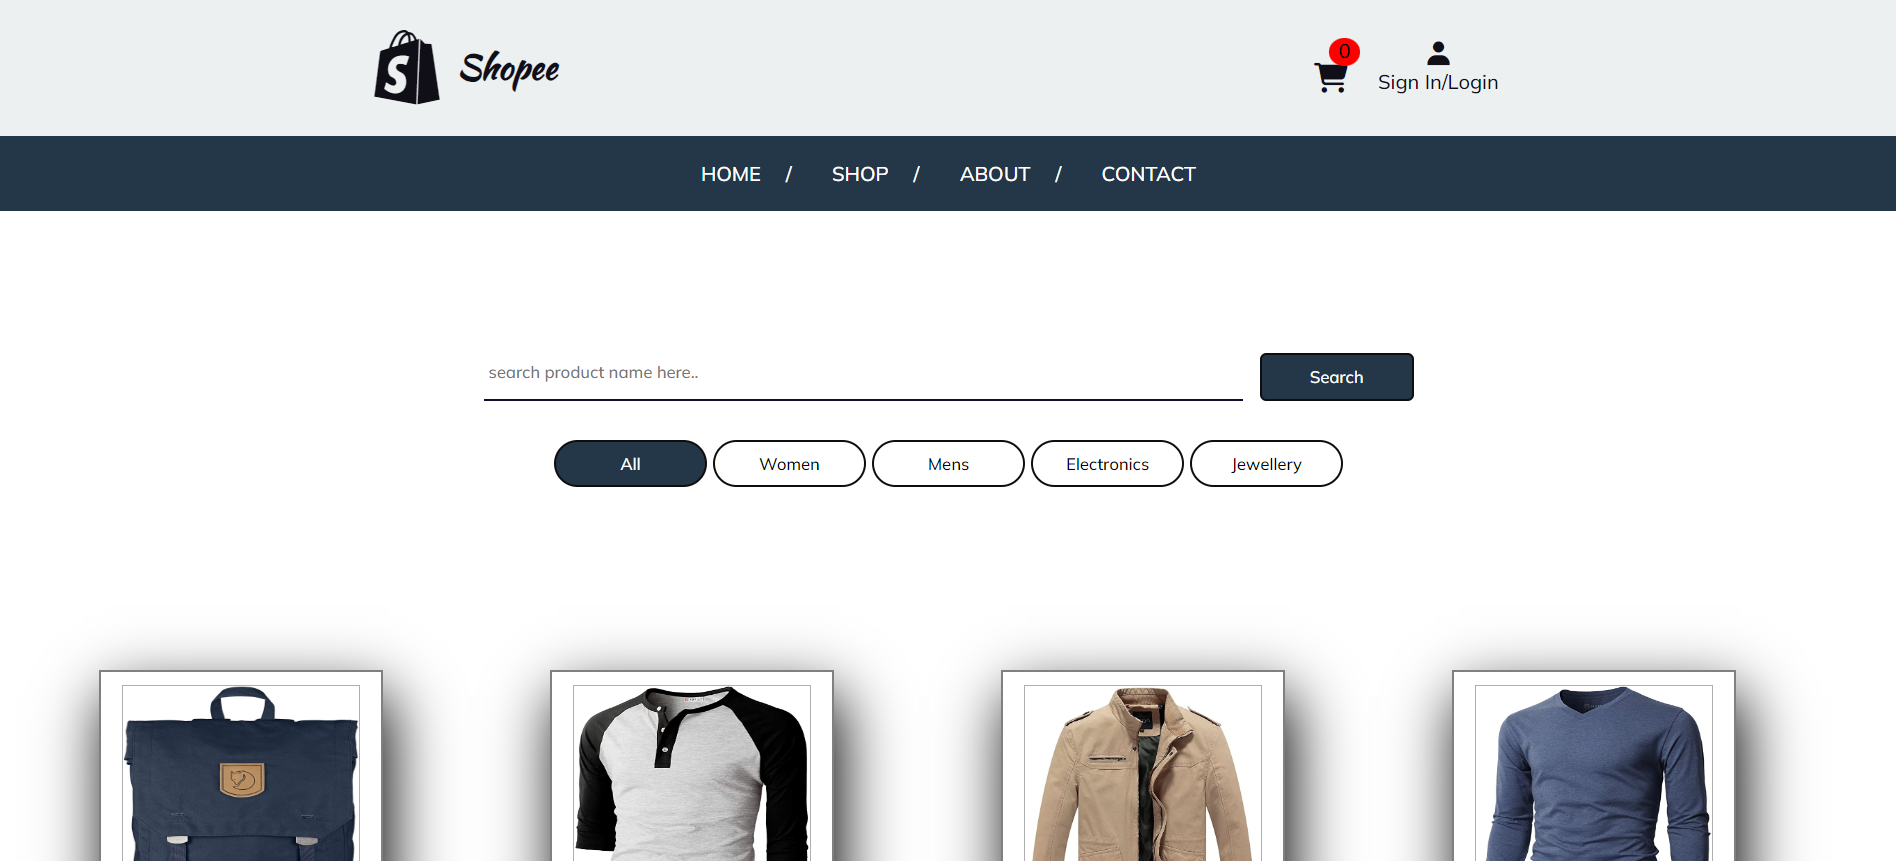 S Shopee
0
Sign In/Login
HOME / SHOP / ABOUT / CONTACT
search product name here..
Search
All Women Mens Electronics Jewellery